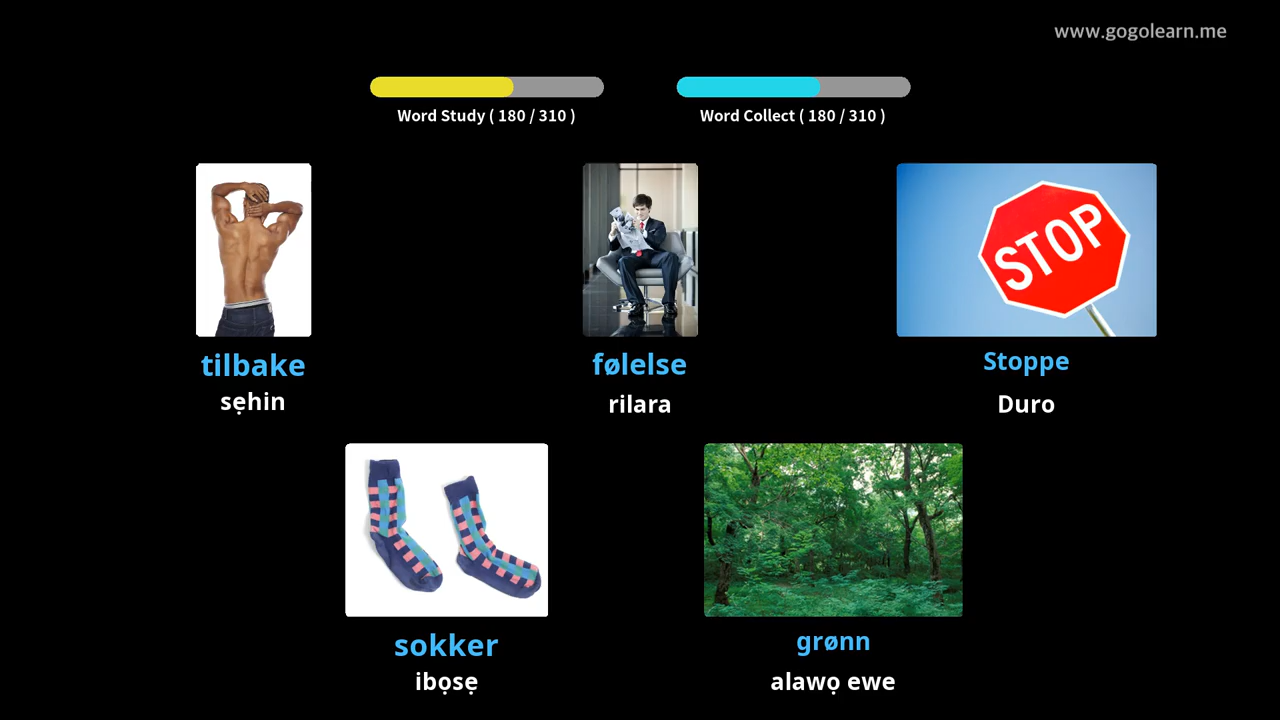 www.gogolearn.me
Word Study ( 180 / 310 )
Word Collect ( 180 / 310 )
STOP
tilbake
sẹhin
følelse
rilara
Stoppe
Duro
sokker
ibọsẹ
grønn
alawọ ewe